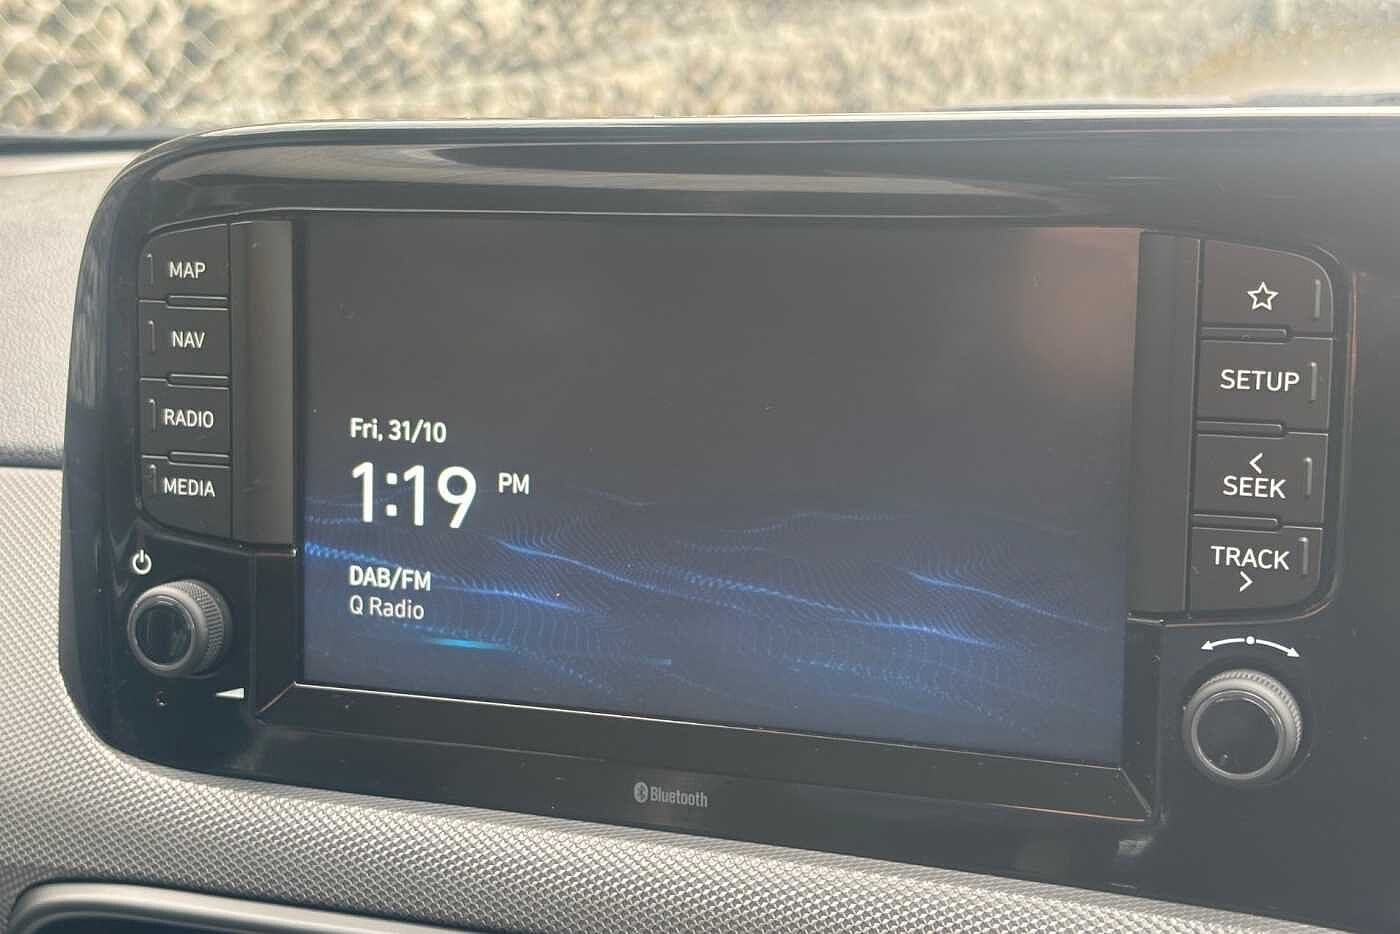 MAP
NAV
RADIO
MEDIA
Fri, 31/10
1:19 PM
DAB/FM
Q Radio
SETUP
<
SEEK
TRACK
>
Bluetooth